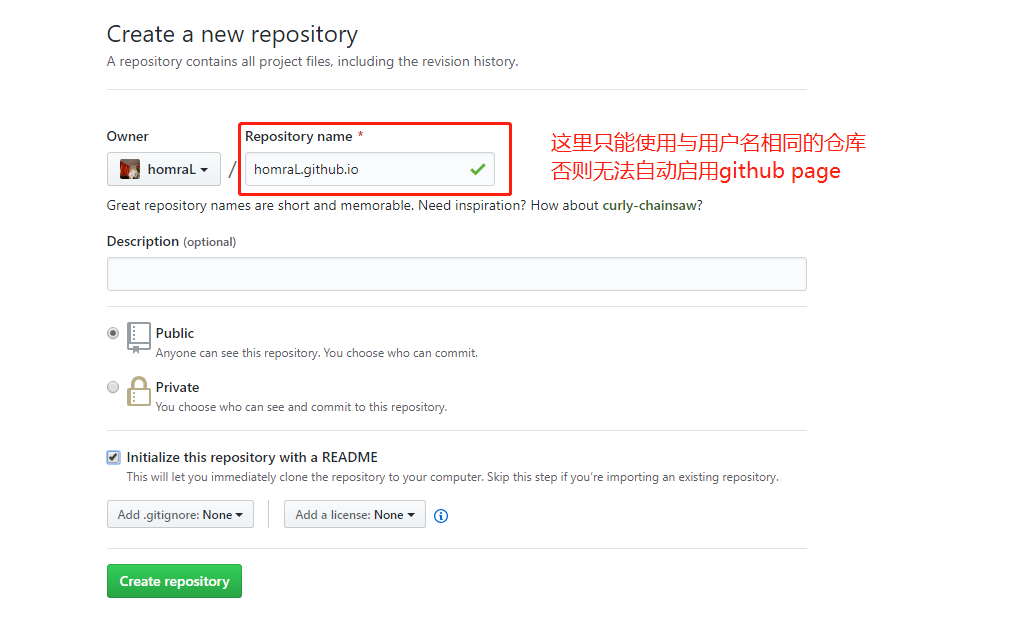 Create a new repository
A repository contains all project files, including the revision history.
Owner
Repository name *
homraL / homraL.github.io
这里只能使用与用户名相同的仓库
否则无法自动启用github page
Great repository names are short and memorable. Need inspiration? How about curly-chainsaw?
Description (optional)
Public
Anyone can see this repository. You choose who can commit.
Private
You choose who can see and commit to this repository.
Initialize this repository with a README
This will let you immediately clone the repository to your computer. Skip this step if you're importing an existing repository.
Add .gitignore: None
Add a license: None
Create repository